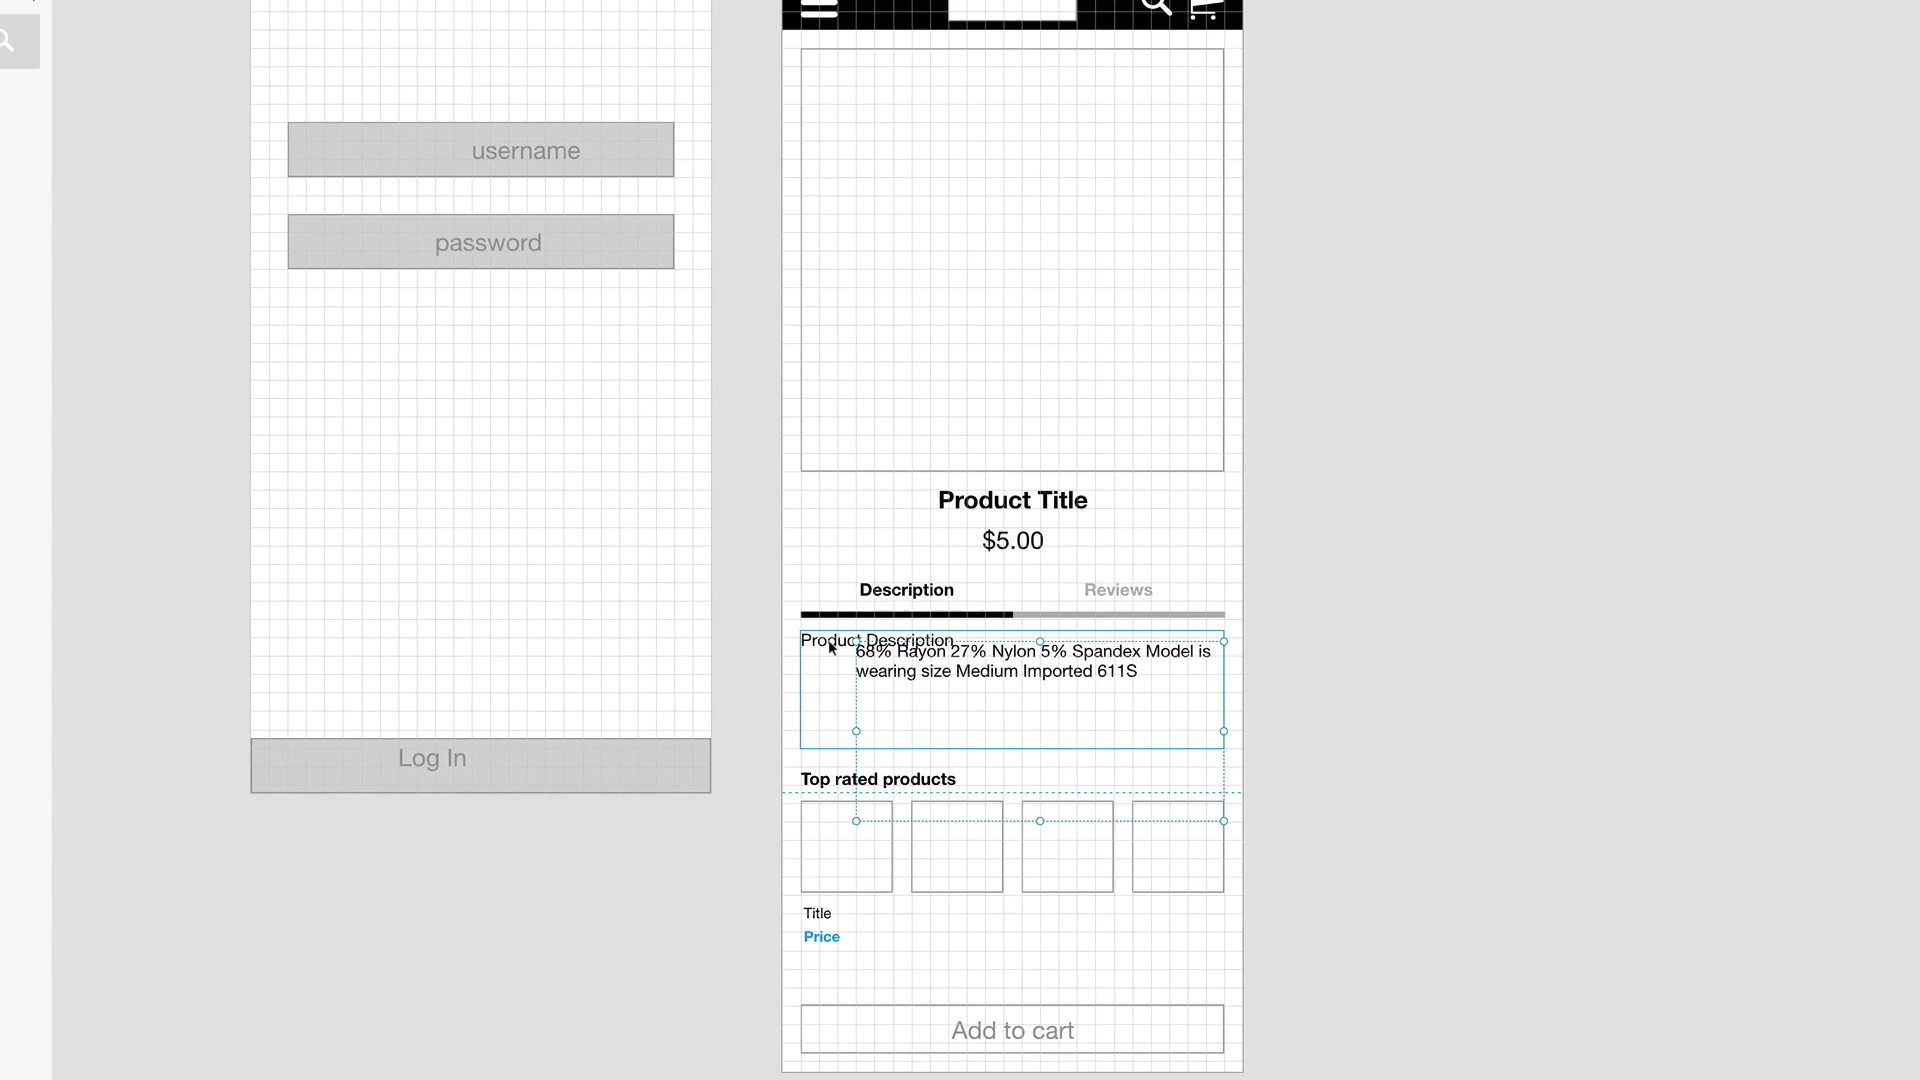 username
password
Log In
Product Title
$5.00
Description
Reviews
Product Description
68% Rayon 27% Nylon 5% Spandex Model is
wearing size Medium Imported 611S
Top rated products
Title
Price
Add to cart